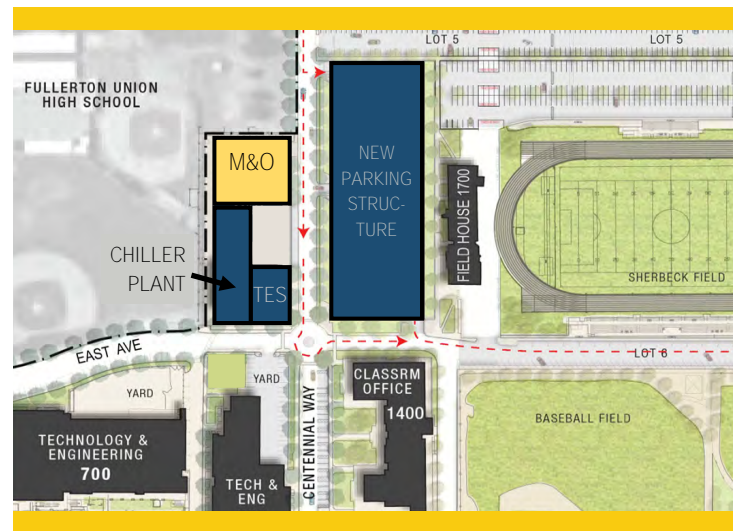 LOT 5
LOT 5
FULLERTON UNION
HIGH SCHOOL
M&O
NEW
PARKING
STRUC-
TURE
FIELD HOUSE 1700
CHILLER
PLANT
TES
SHERBECK FIELD
EAST AVE
LOT 6
YARD
YARD
CENTENNIAL WAY
CLASSRM
OFFICE
1400
BASEBALL FIELD
TECHNOLOGY &
ENGINEERING
700
TECH &
ENG